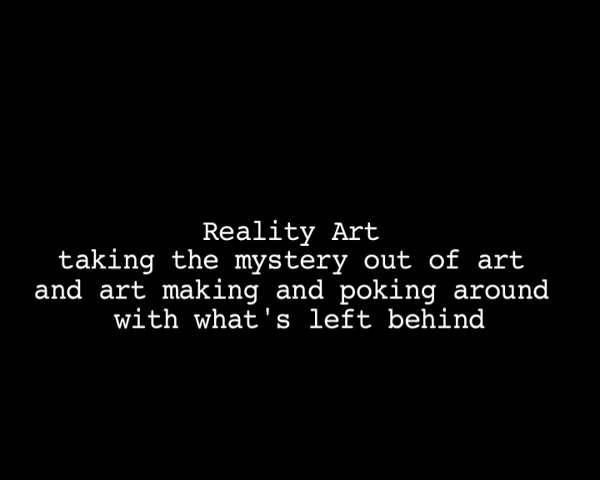 Reality Art
taking the mystery out of art
and art making and poking around
with what's left behind